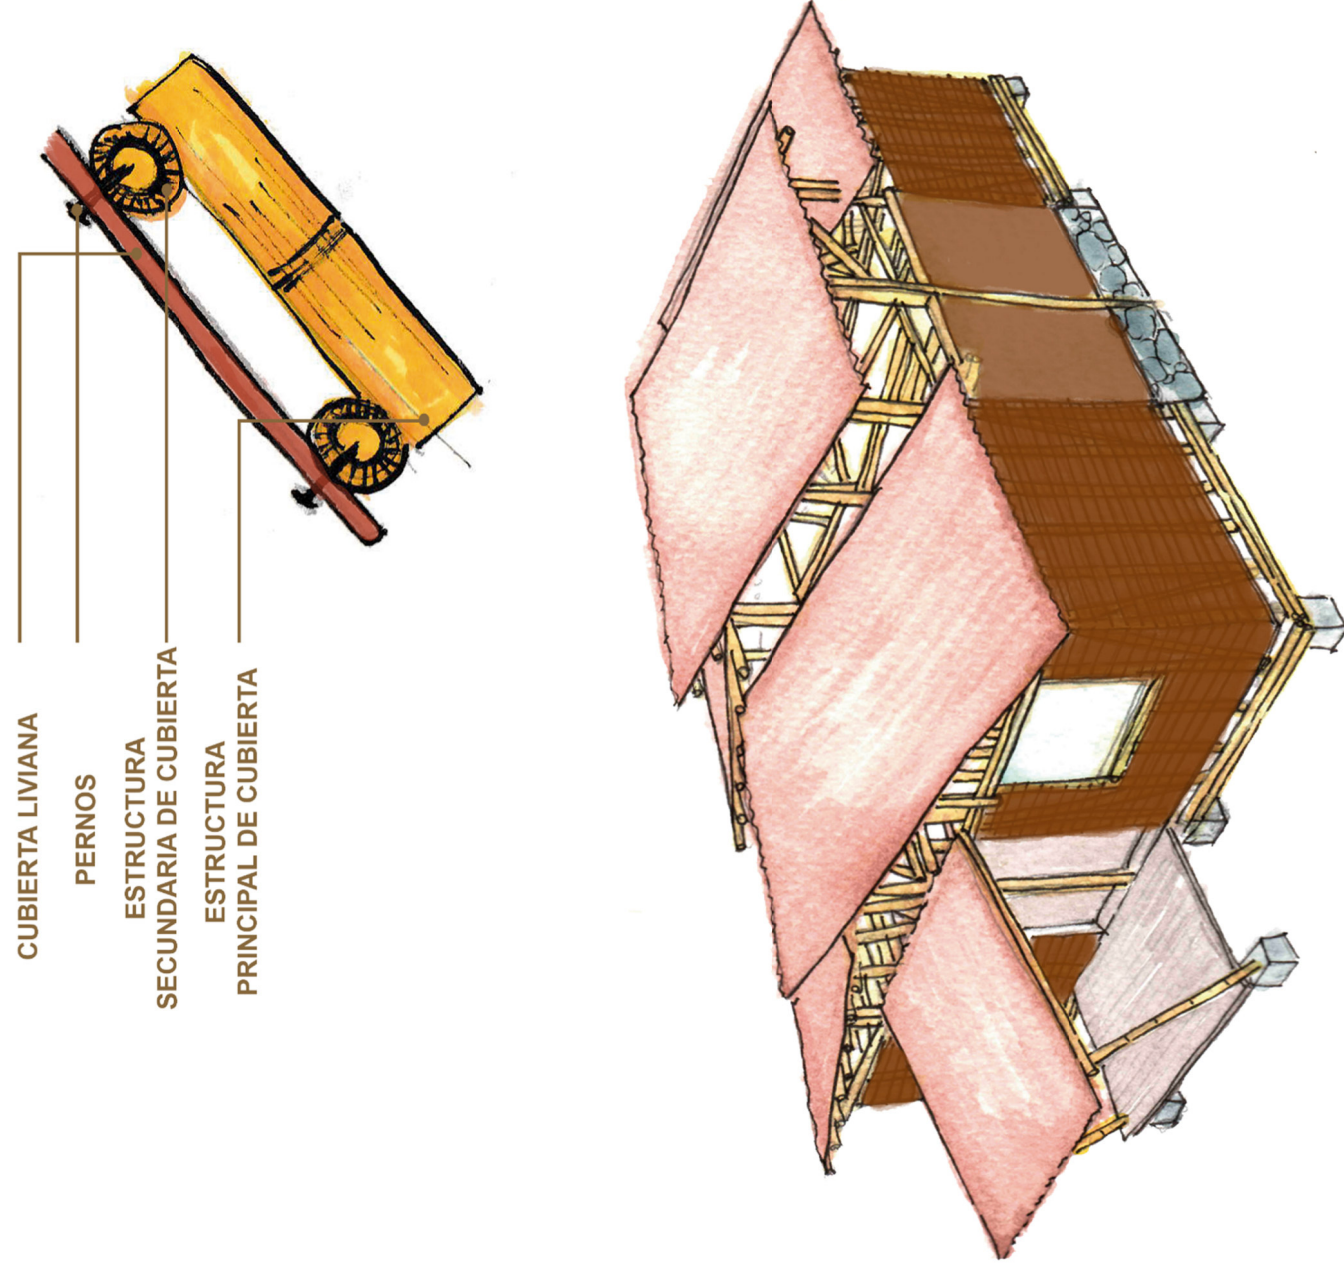 CUBIERTA LIVIANA
PERNOS
ESTRUCTURA
SECUNDARIA DE CUBIERTA
ESTRUCTURA
PRINCIPAL DE CUBIERTA